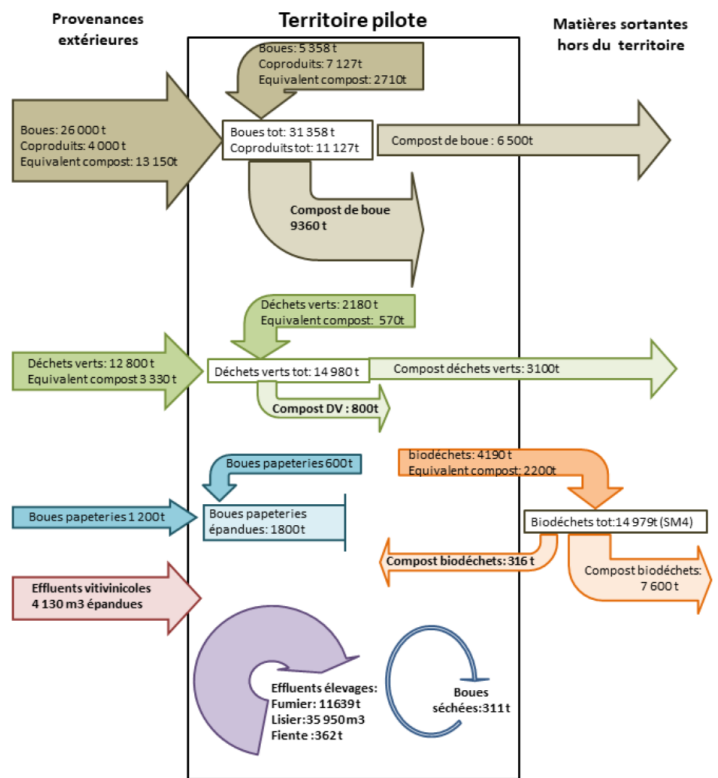 Provenances
extérieures
Territoire pilote
Matières sortantes
hors du territoire
Boues: 5 358 t
Coproduits: 7 127t
Equivalent compost: 2710t
Boues: 26 000 t
Coproduits: 4 000 t
Equivalent compost: 13 150t
Boues tot: 31 358 t
Coproduits tot: 11 127t
Compost de boue : 6 500t
Compost de boue
9360 t
Déchets verts: 2180 t
Equivalent compost: 570t
Déchets verts: 12 800 t
Equivalent compost 3 330 t
Déchets verts tot: 14 980 t
Compost déchets verts: 3100t
Compost DV : 800t
Boues papeteries 600t
biodéchets: 4190 t
Equivalent compost: 2200t
Boues papeteries 1 200t
Boues papeteries
épandues: 1800t
Biodéchets tot:14 979t (SM4)
Compost biodéchets: 316 t
Compost biodéchets:
7 600 t
Effluents vitivinicoles
4 130 m3 épandues
Effluents élevages:
Fumier: 11639 t
Lisier: 35 950 m3
Fiente : 362 t
Boues
séchées: 311 t